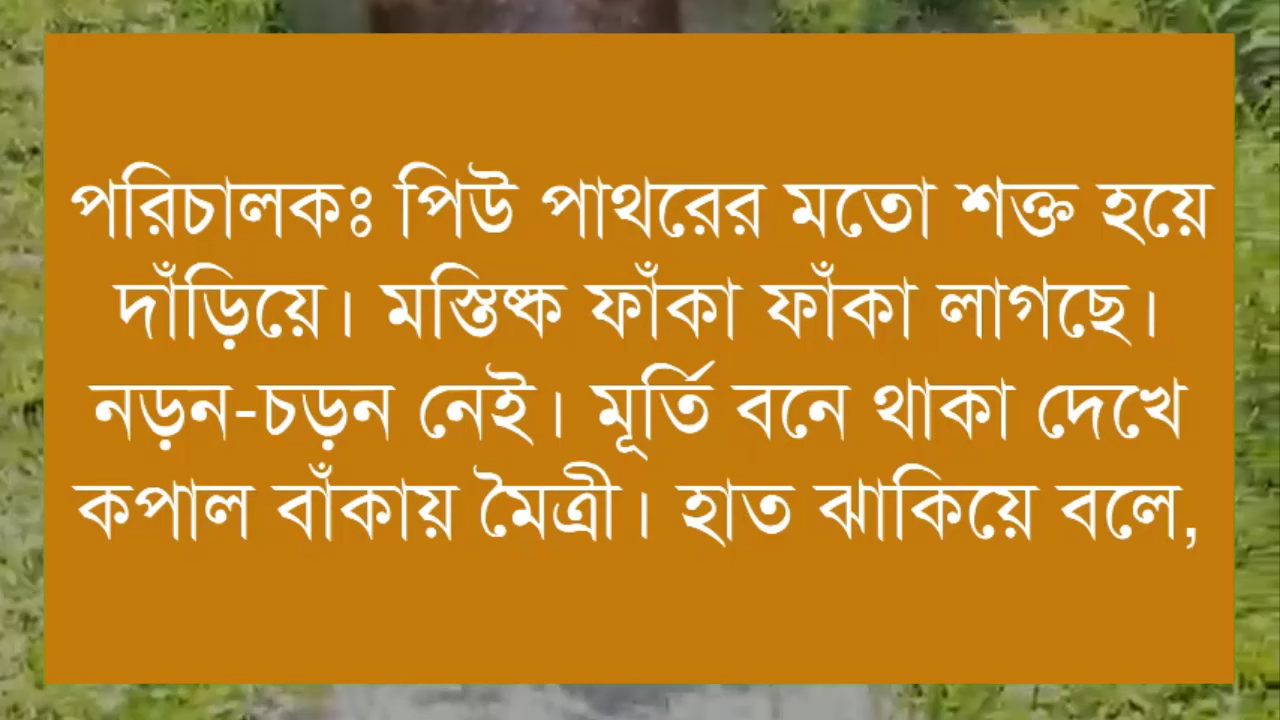 পরিচালকঃ পিউ পাথরের মতো শক্ত হয়ে
দাঁড়িয়ে। মস্তিষ্ক ফাঁকা ফাঁকা লাগছে।
নড়ন-চড়ন নেই। মূর্তি বনে থাকা দেখে
কপাল বাঁকায় মৈত্রী। হাত ঝাকিয়ে বলে,